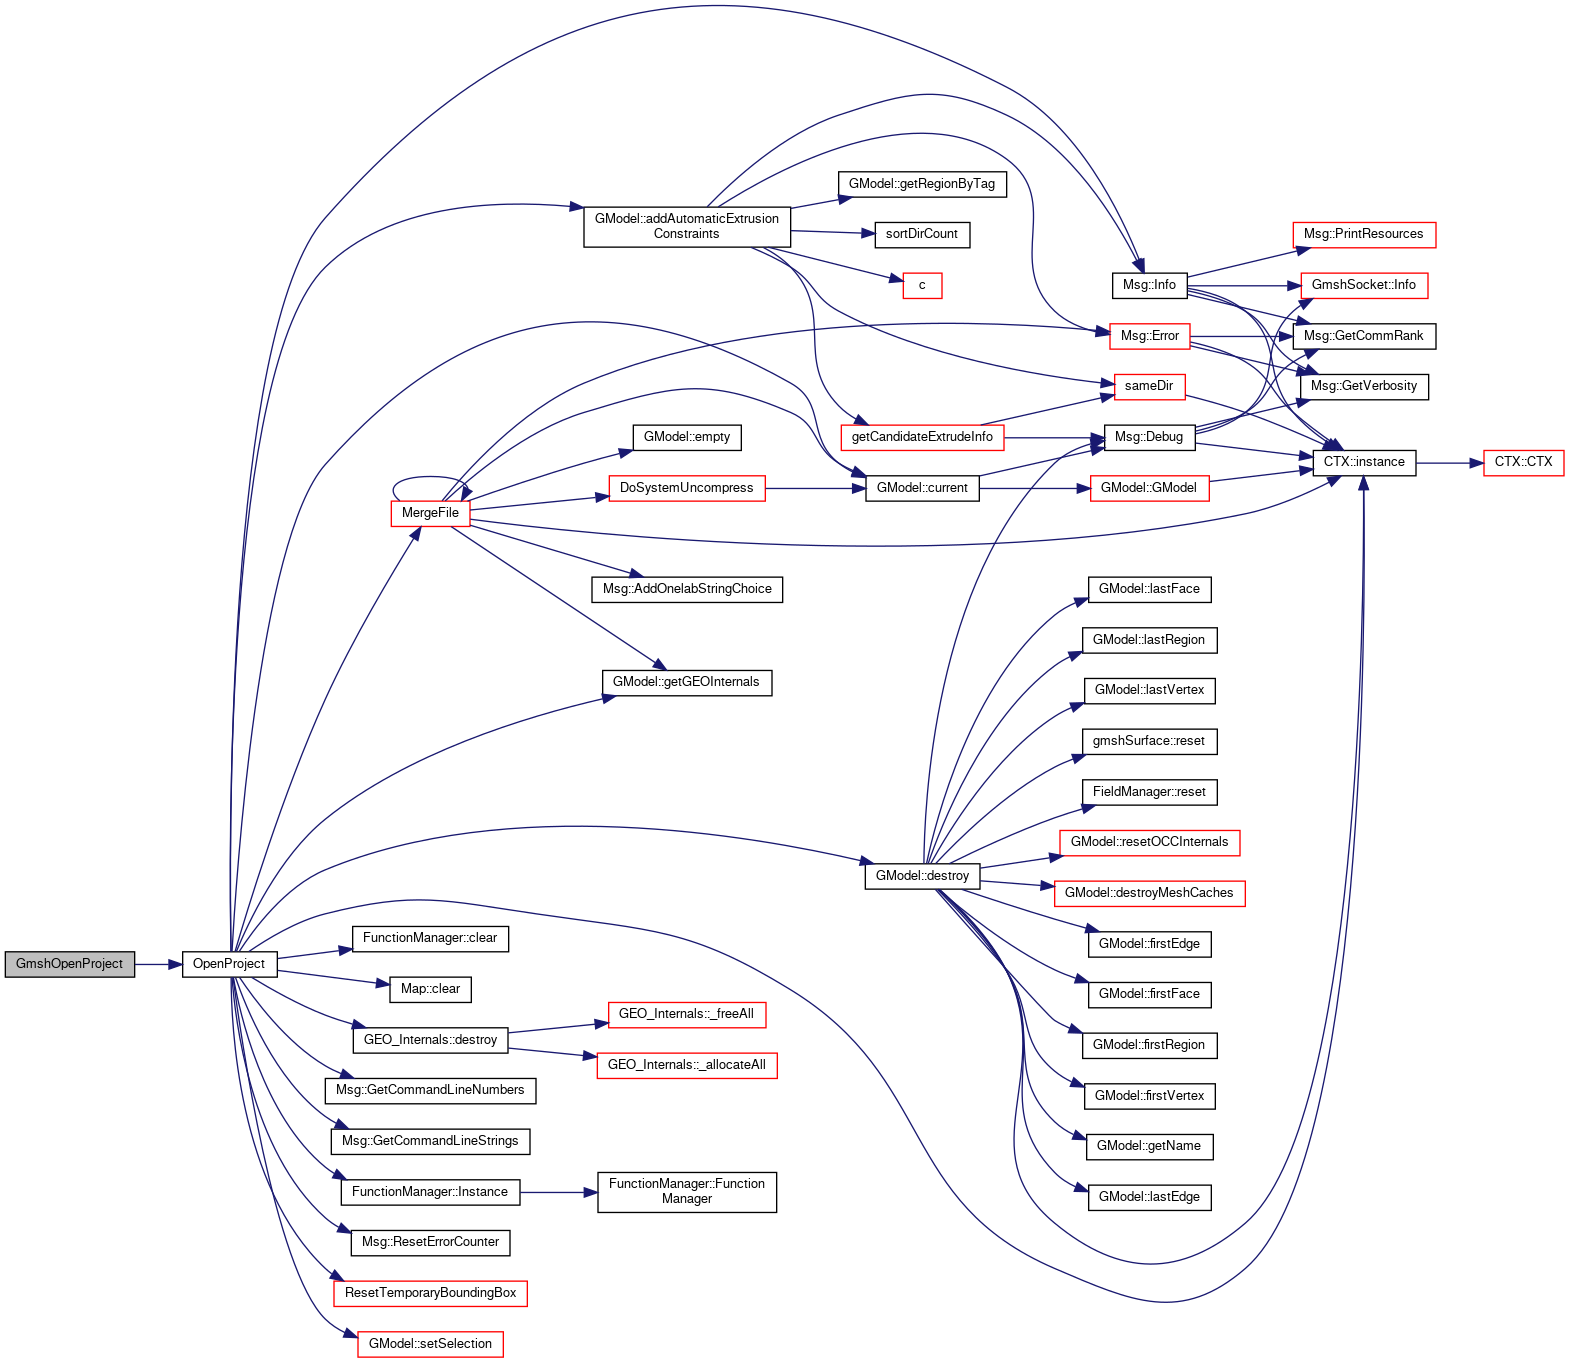 GmshOpenProject
OpenProject
GModel::addAutomaticExtrusion
Constraints
MergeFile
GModel::getRegionByTag
sortDirCount
c
getCandidateExtrudeInfo
GModel::empty
DoSystemUncompress
GModel::current
Msg::AddOnelabStringChoice
GModel::getGEOInternals
GModel::destroy
FunctionManager::clear
Map::clear
GEO_Internals::destroy
GEO_Internals::_freeAll
GEO_Internals::_allocateAll
Msg::GetCommandLineNumbers
Msg::GetCommandLineStrings
FunctionManager::Instance
FunctionManager::Function
Manager
Msg::ResetErrorCounter
ResetTemporaryBoundingBox
GModel::setSelection
Msg::Info
Msg::Error
sameDir
Msg::Debug
GModel::GModel
GModel::lastFace
GModel::lastRegion
GModel::lastVertex
gmshSurface::reset
FieldManager::reset
GModel::resetOCCInternals
GModel::destroyMeshCaches
GModel::firstEdge
GModel::firstFace
GModel::firstRegion
GModel::firstVertex
GModel::getName
GModel::lastEdge
Msg::PrintResources
GmshSocket::Info
Msg::GetCommRank
Msg::GetVerbosity
CTX::instance
CTX::CTX